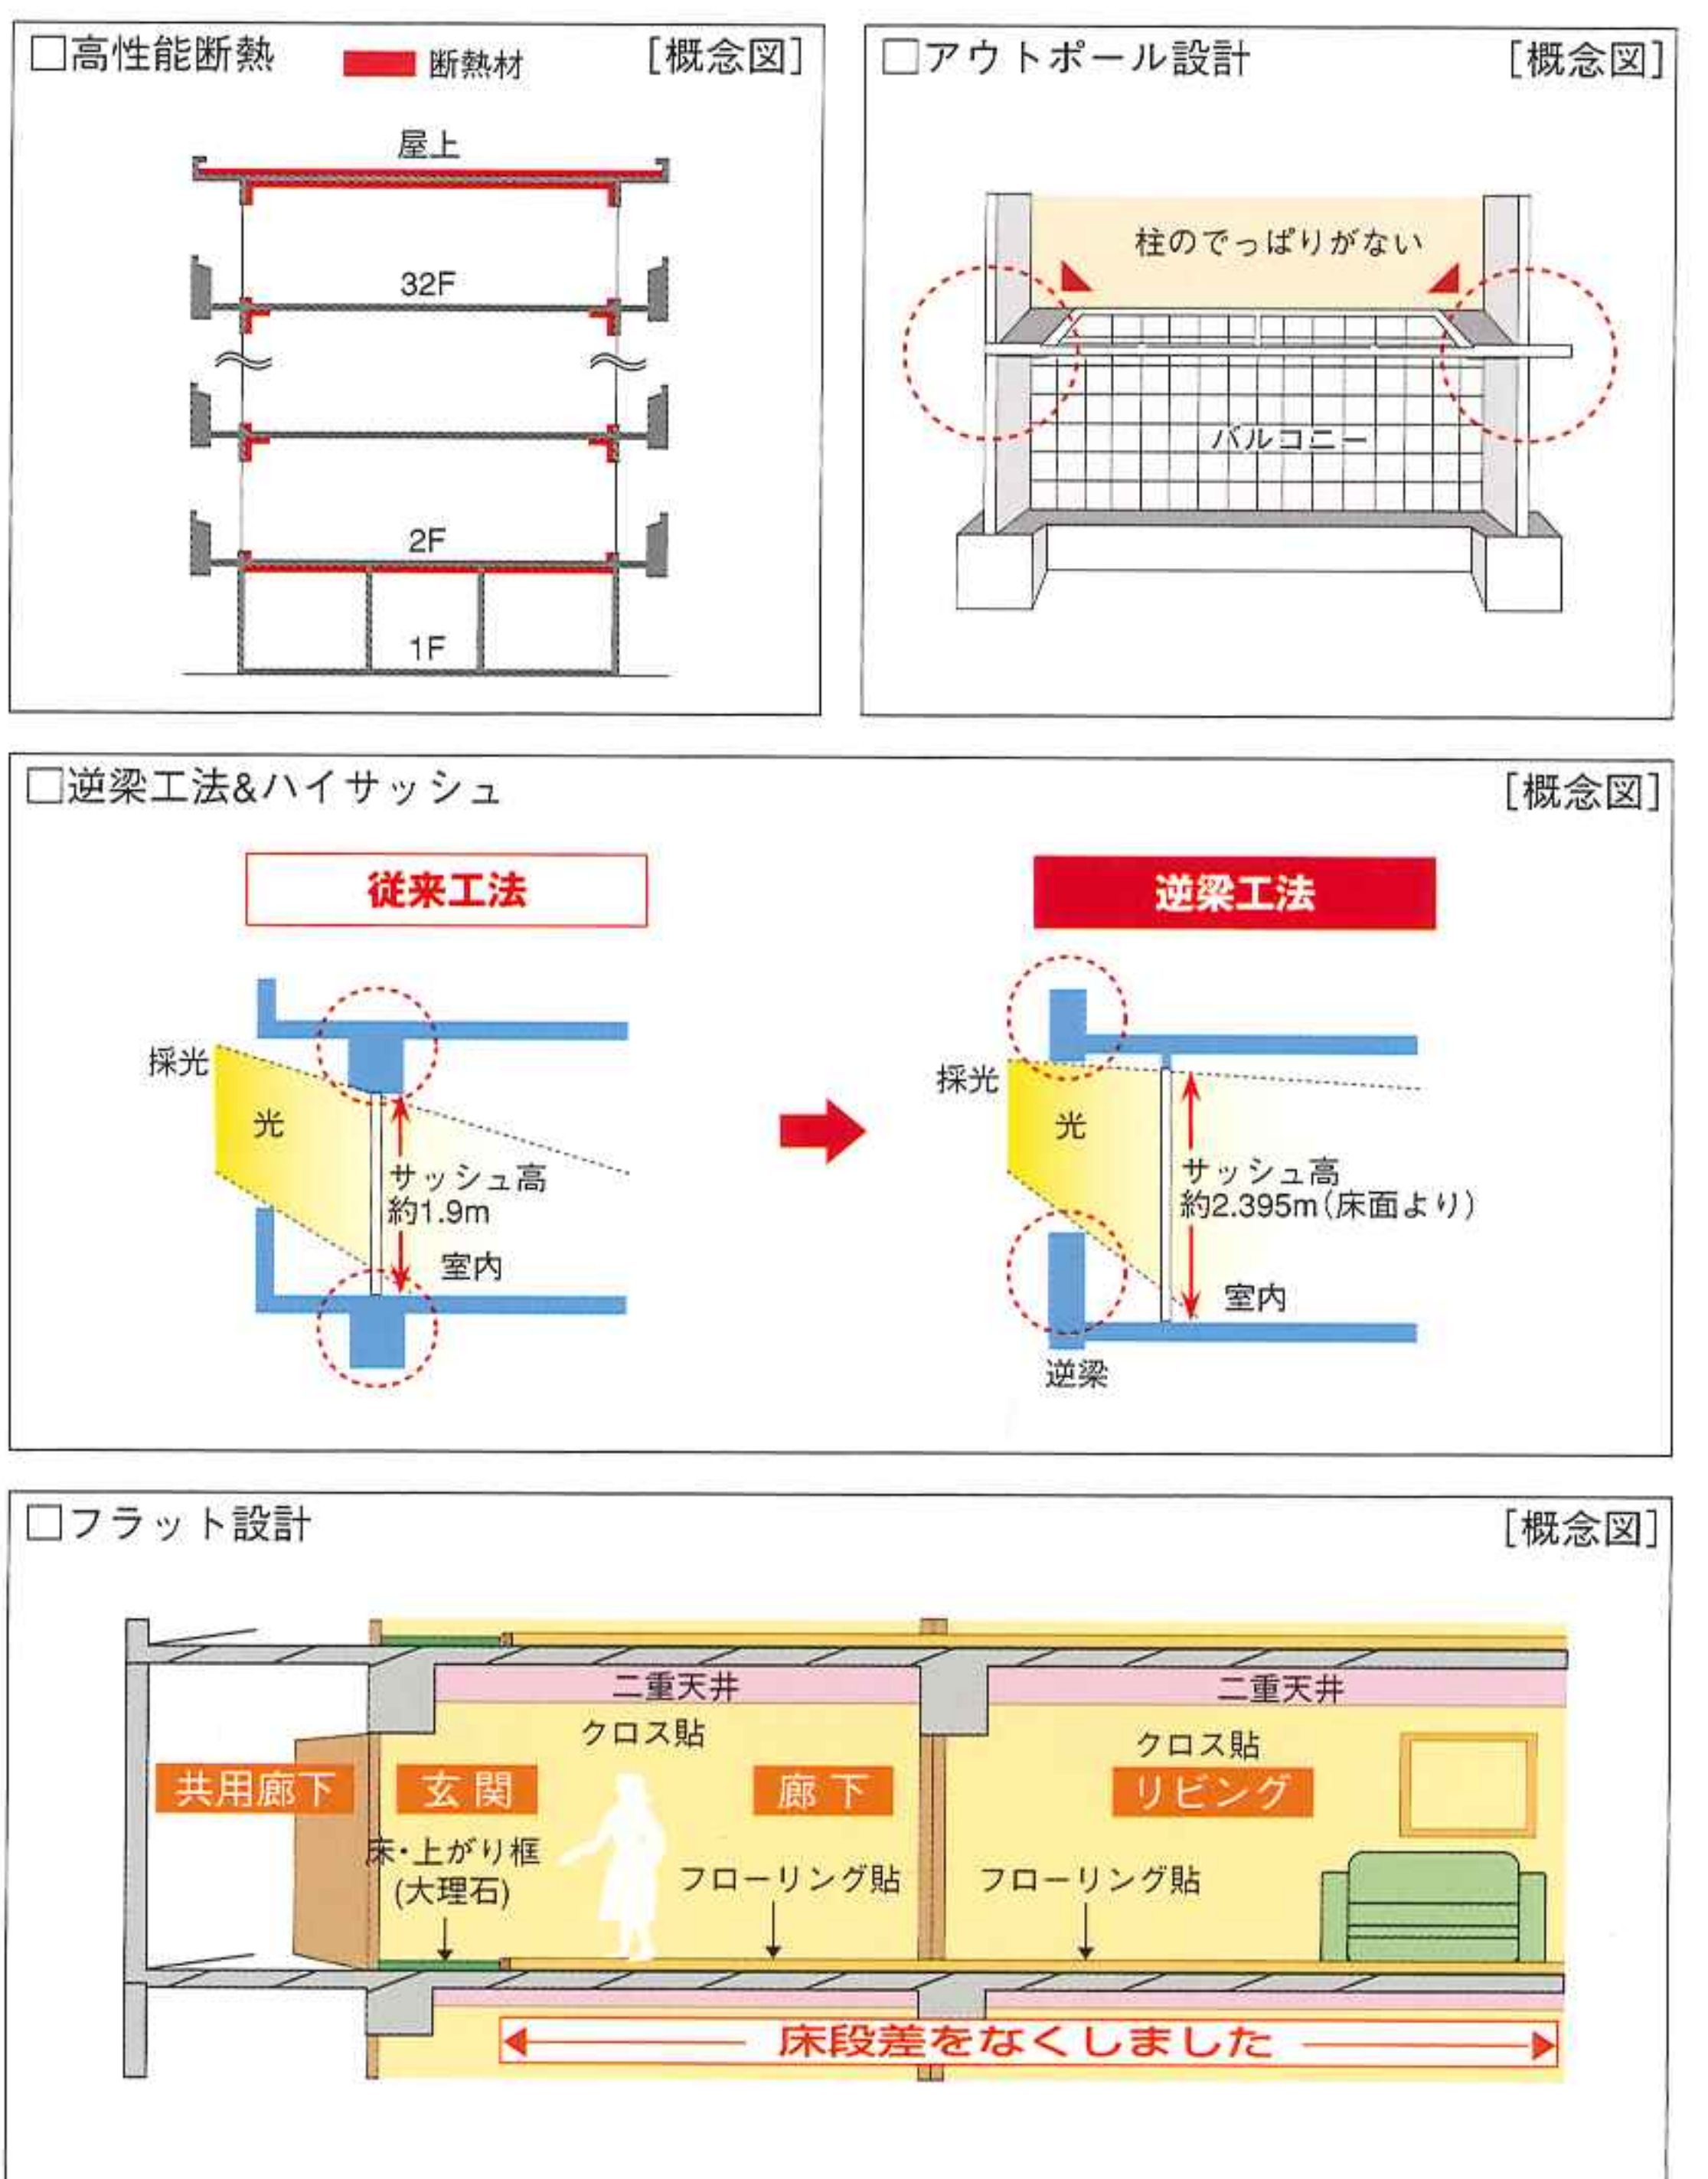 □高性能断熱
断熱材
[概念図]
屋上
32F
2F
1F
□アウトポール設計
[概念図]
柱のでっぱりがない
バルコニー
□逆梁工法&ハイサッシュ
[概念図]
従来工法
採光
光
サッシュ高
約1.9m
室内
逆梁工法
採光
光
サッシュ高
約2.395m(床面より)
室内
逆梁
□フラット設計
[概念図]
二重天井
二重天井
クロス貼
クロス貼
共用廊下
玄関
廊下
リビング
床・上がり框
(大理石)
フローリング貼
フローリング貼
床段差をなくしました